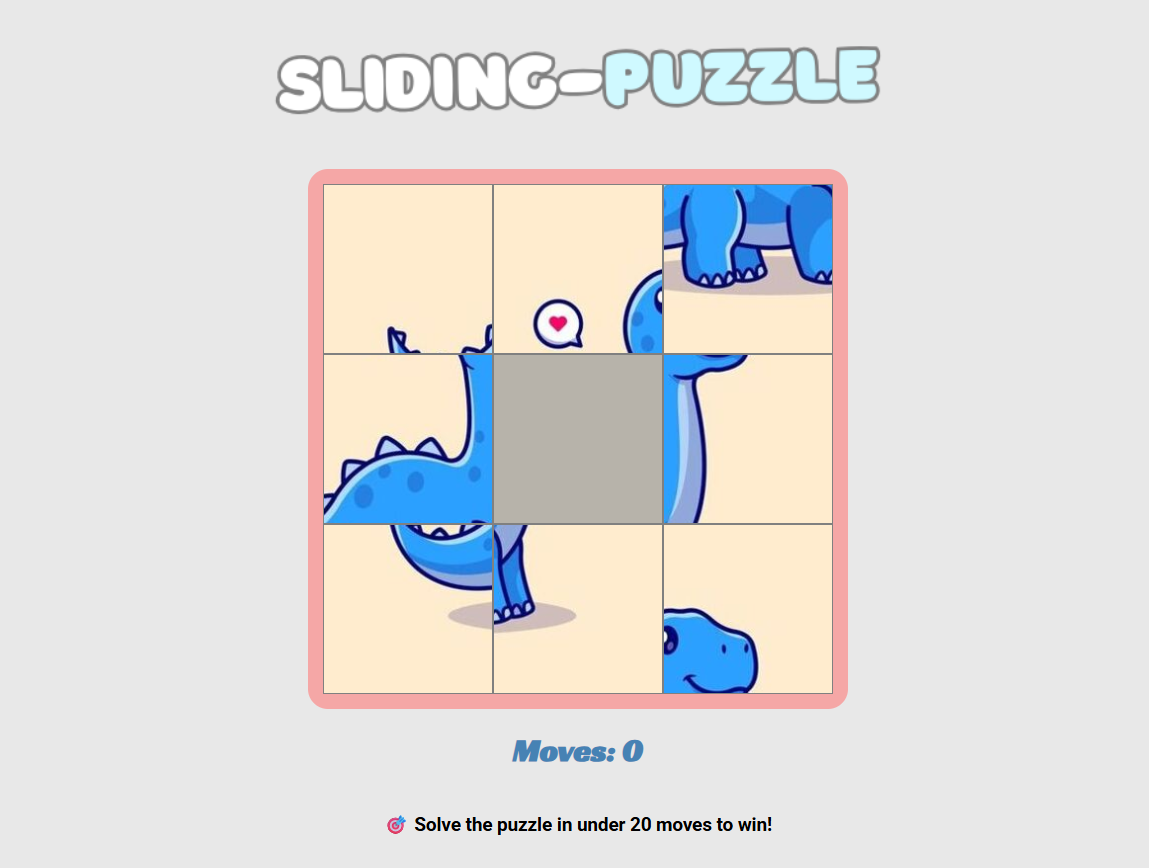 SLIDING-PUZZLE
Moves: 0
🎯 Solve the puzzle in under 20 moves to win!